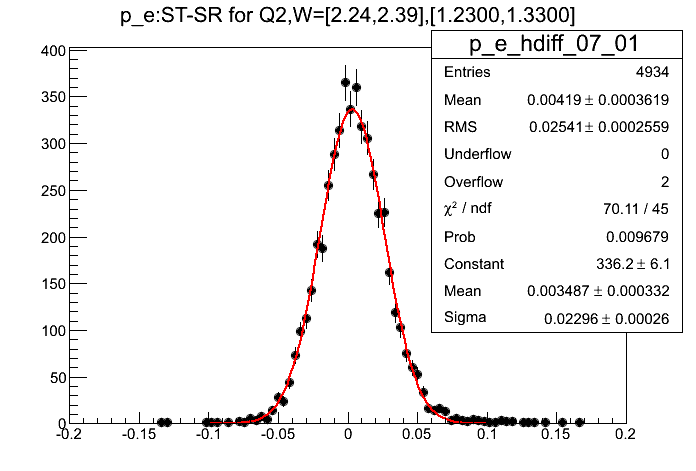 p_e:ST-SR for Q2,W=[2.24,2.39],[1.2300,1.3300]
p_e_hdiff_07_01
Entries 4934
Mean 0.00419 ± 0.0003619
RMS 0.02541 ± 0.0002559
Underflow 0
Overflow 2
χ² / ndf 70.11 / 45
Prob 0.009679
Constant 336.2 ± 6.1
Mean 0.003487 ± 0.000332
Sigma 0.02296 ± 0.00026
400
350
300
250
200
150
100
50
0
-0.2 -0.15 -0.1 -0.05 0 0.05 0.1 0.15 0.2